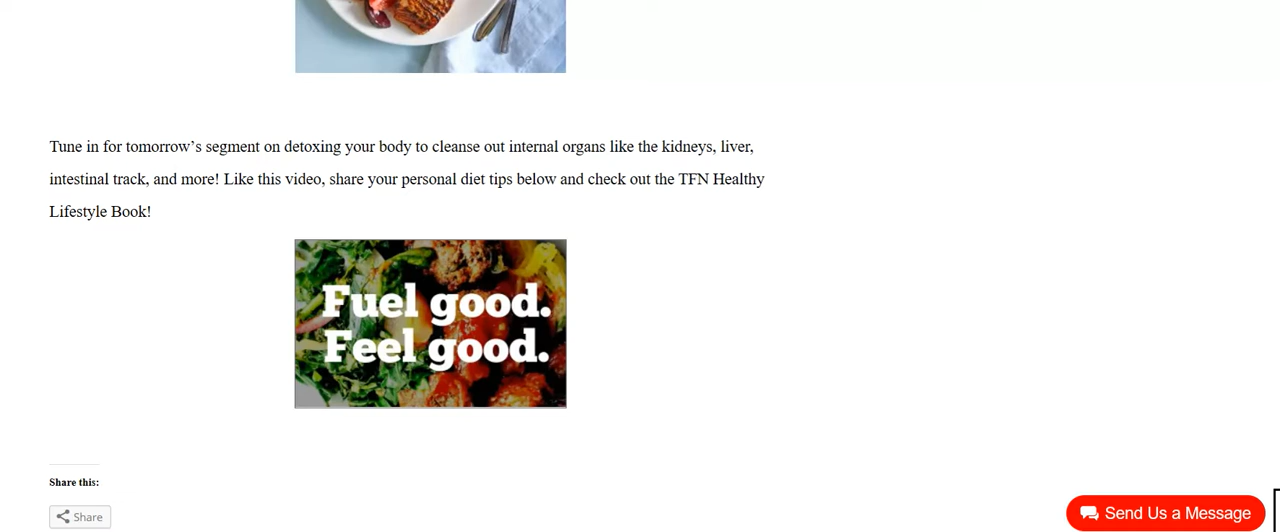 Tune in for tomorrow’s segment on detoxing your body to cleanse out internal organs like the kidneys, liver,
intestinal track, and more! Like this video, share your personal diet tips below and check out the TFN Healthy
Lifestyle Book!
Fuel good.
Feel good.
Share this:
Share
Send Us a Message